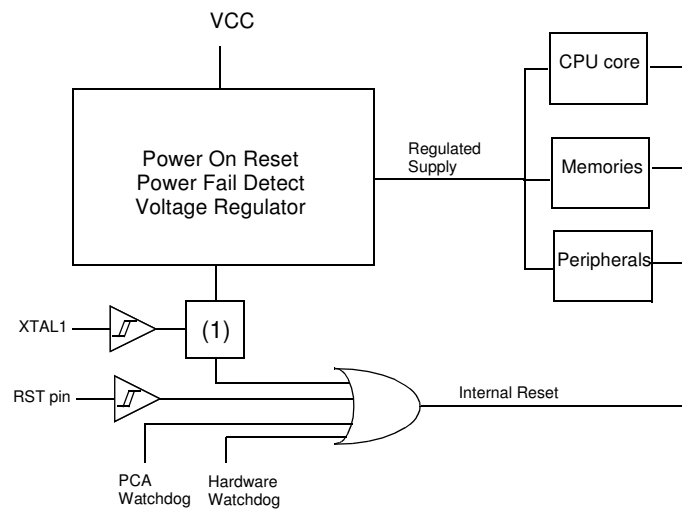 VCC
CPU core
Power On Reset
Power Fail Detect
Voltage Regulator
Regulated
Supply
Memories
Peripherals
XTAL1
(1)
RST pin
Internal Reset
PCA
Watchdog
Hardware
Watchdog